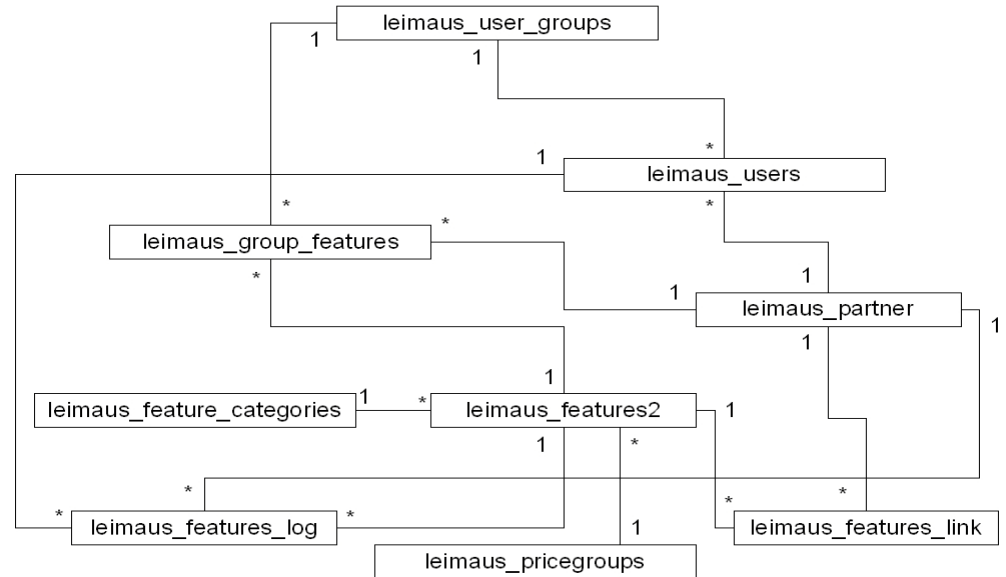 leimaus_user_groups
1
1
*
1
leimaus_users
*
*
*
leimaus_group_features
*
1
1
leimaus_partner
1
1
1
1
*
1
leimaus_feature_categories
leimaus_features2
1
*
*
*
*
*
*
1
leimaus_features_log
leimaus_features_link
1
leimaus_pricegroups